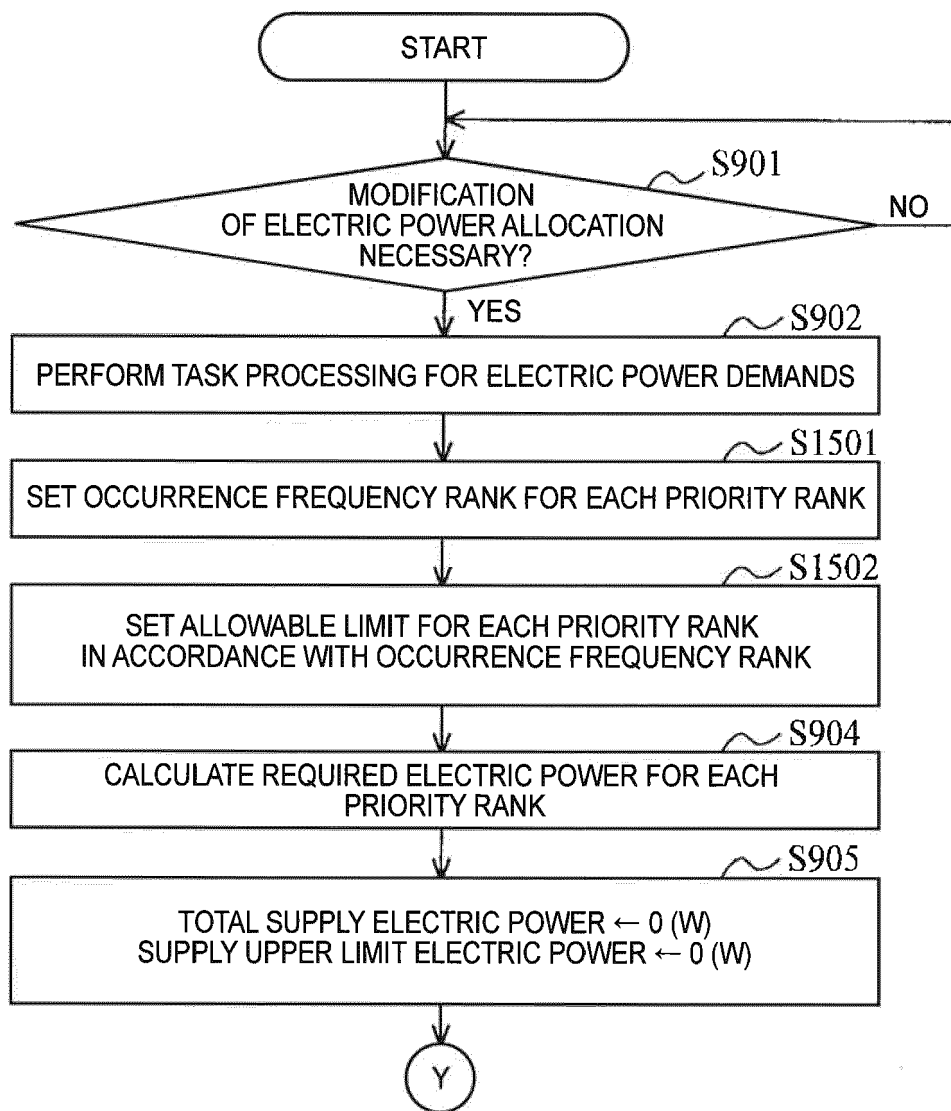 START
S901
MODIFICATION
OF ELECTRIC POWER ALLOCATION
NECESSARY?
NO
YES
S902
PERFORM TASK PROCESSING FOR ELECTRIC POWER DEMANDS
S1501
SET OCCURRENCE FREQUENCY RANK FOR EACH PRIORITY RANK
S1502
SET ALLOWABLE LIMIT FOR EACH PRIORITY RANK
IN ACCORDANCE WITH OCCURRENCE FREQUENCY RANK
S904
CALCULATE REQUIRED ELECTRIC POWER FOR EACH
PRIORITY RANK
S905
TOTAL SUPPLY ELECTRIC POWER ← 0 (W)
SUPPLY UPPER LIMIT ELECTRIC POWER ← 0 (W)
Y